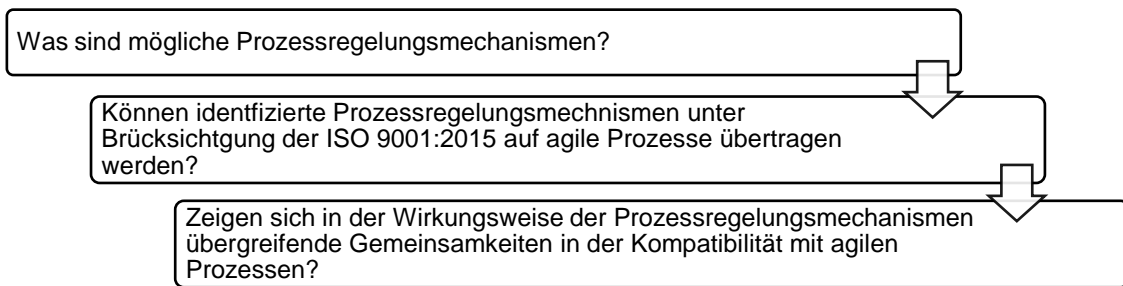 Was sind mögliche Prozessregelungsmechanismen?
Können identfizierte Prozessregelungsmechnismen unter
Brücksichtgung der ISO 9001:2015 auf agile Prozesse übertragen
werden?
Zeigen sich in der Wirkungsweise der Prozessregelungsmechanismen
übergreifende Gemeinsamkeiten in der Kompatibilität mit agilen
Prozessen?